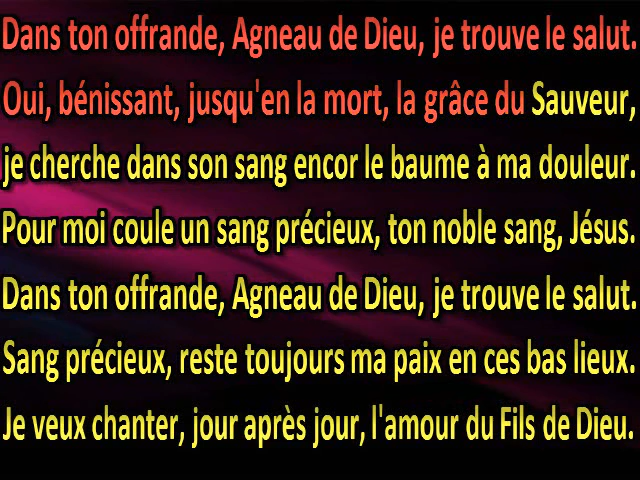 Dans ton offrande, Agneau de Dieu, je trouve le salut.
Oui, bénissant, jusqu'en la mort, la grâce du Sauveur,
je cherche dans son sang encor le baume à ma douleur.
Pour moi coule un sang précieux, ton noble sang, Jésus.
Dans ton offrande, Agneau de Dieu, je trouve le salut.
Sang précieux, reste toujours ma paix en ces bas lieux.
Je veux chanter, jour après jour, l'amour du Fils de Dieu.